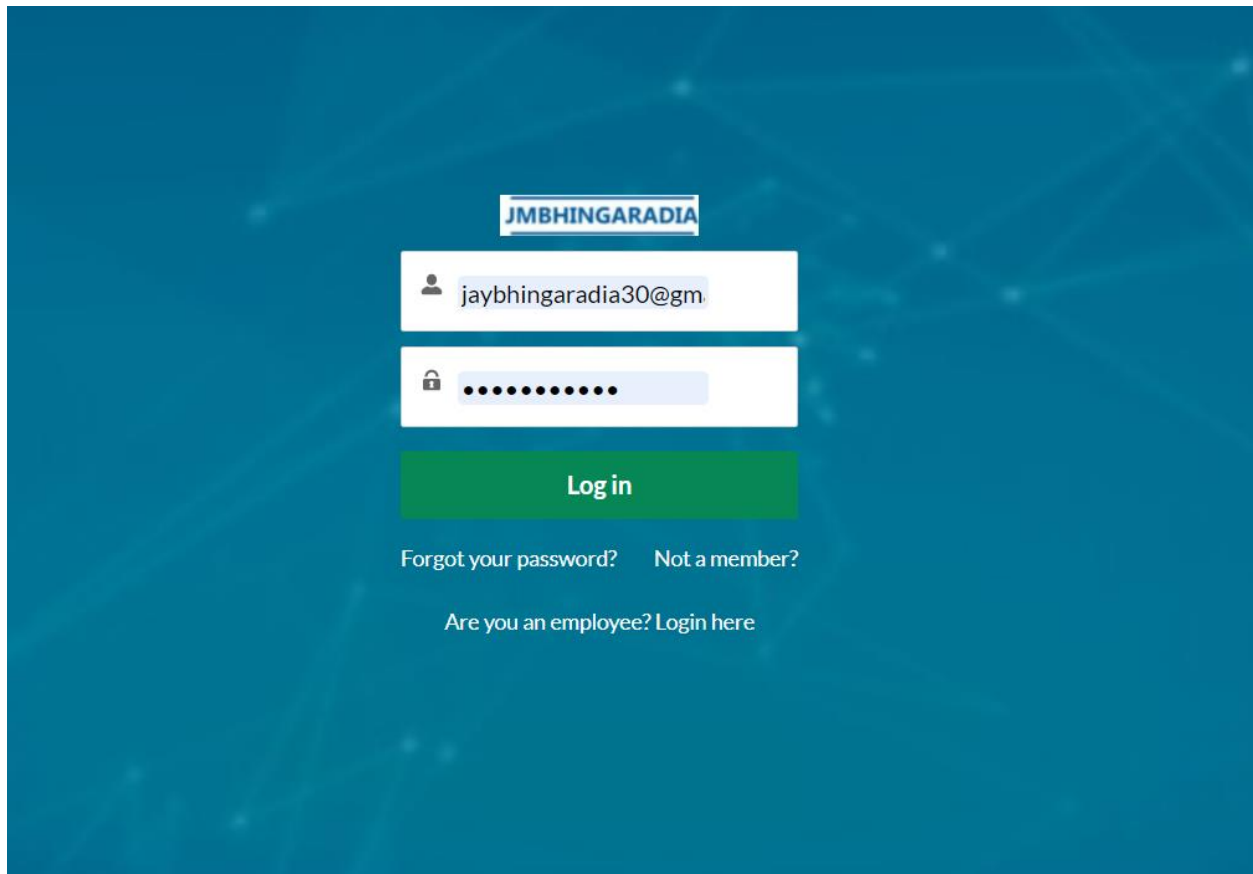 JMBHINGARADIA
jaybhingaradia30@gm
•••••••••••
Log in
Forgot your password? Not a member?
Are you an employee? Login here